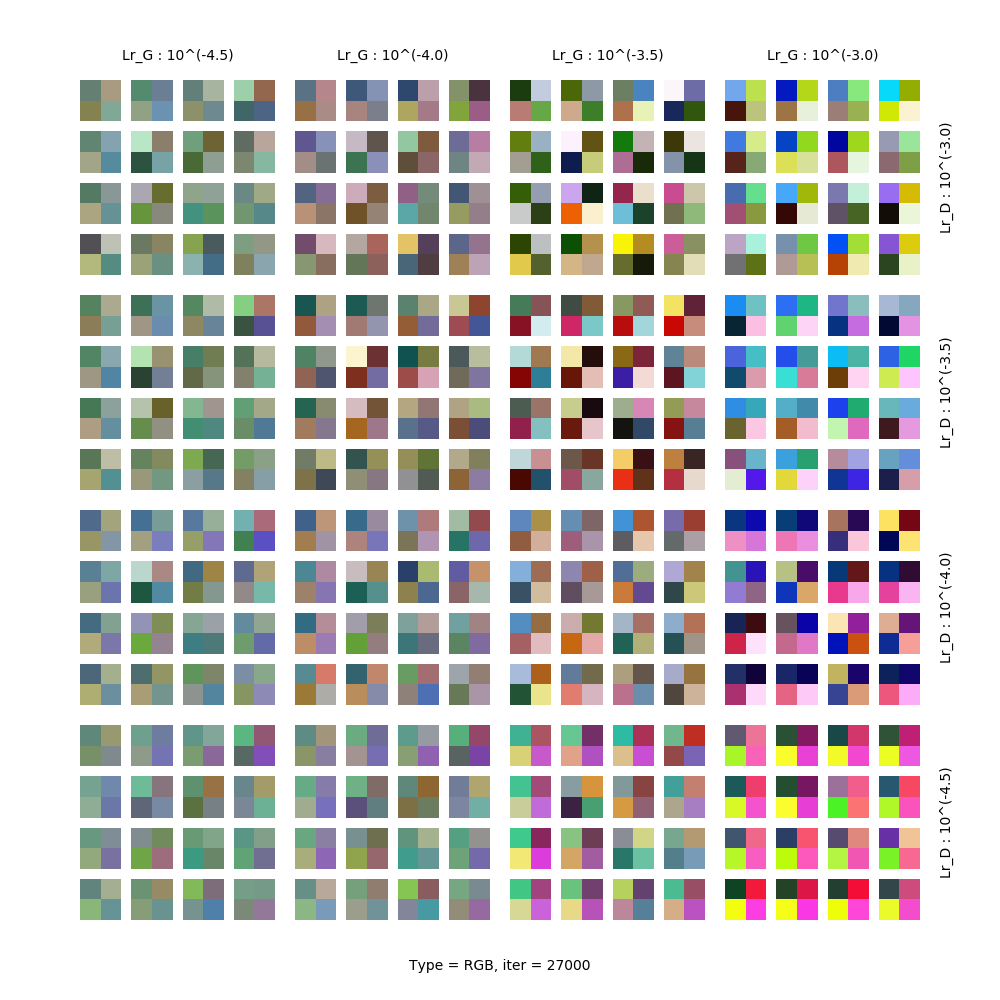 Lr_G : 10^(-4.5)
Lr_G : 10^(-4.0)
Lr_G : 10^(-3.5)
Lr_G : 10^(-3.0)
Lr_D : 10^(-3.0)
Lr_D : 10^(-3.5)
Lr_D : 10^(-4.0)
Lr_D : 10^(-4.5)
Type = RGB, iter = 27000